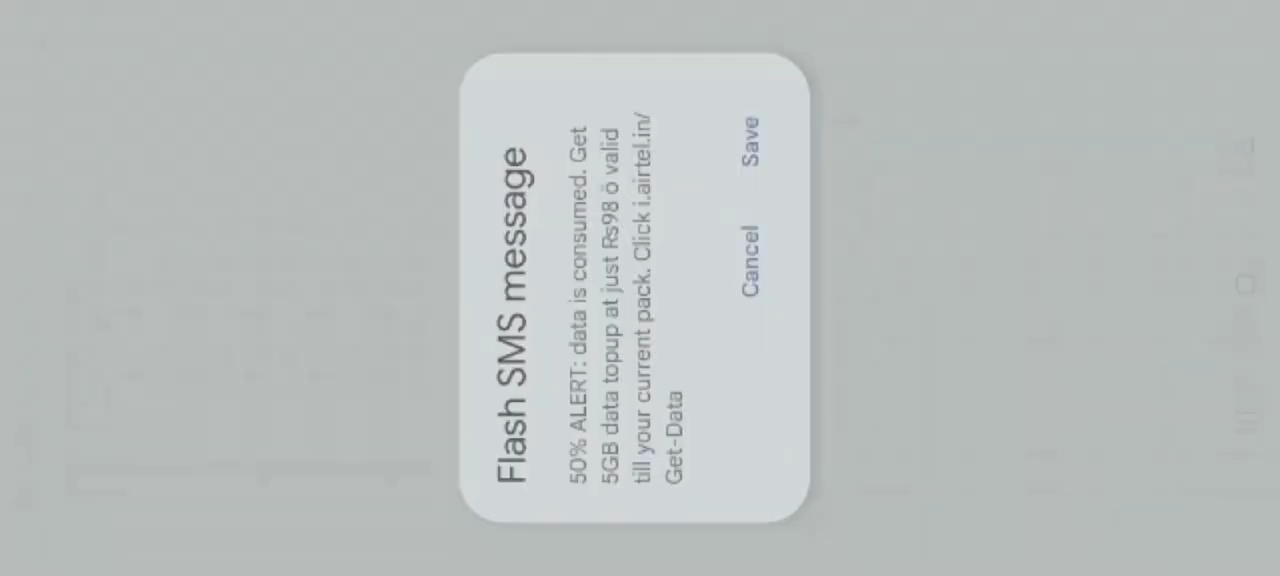 Flash SMS message
50% ALERT: data is consumed. Get
5GB data topup at just Rs98 ö valid
till your current pack. Click i.airtel.in/
Get-Data
Cancel Save